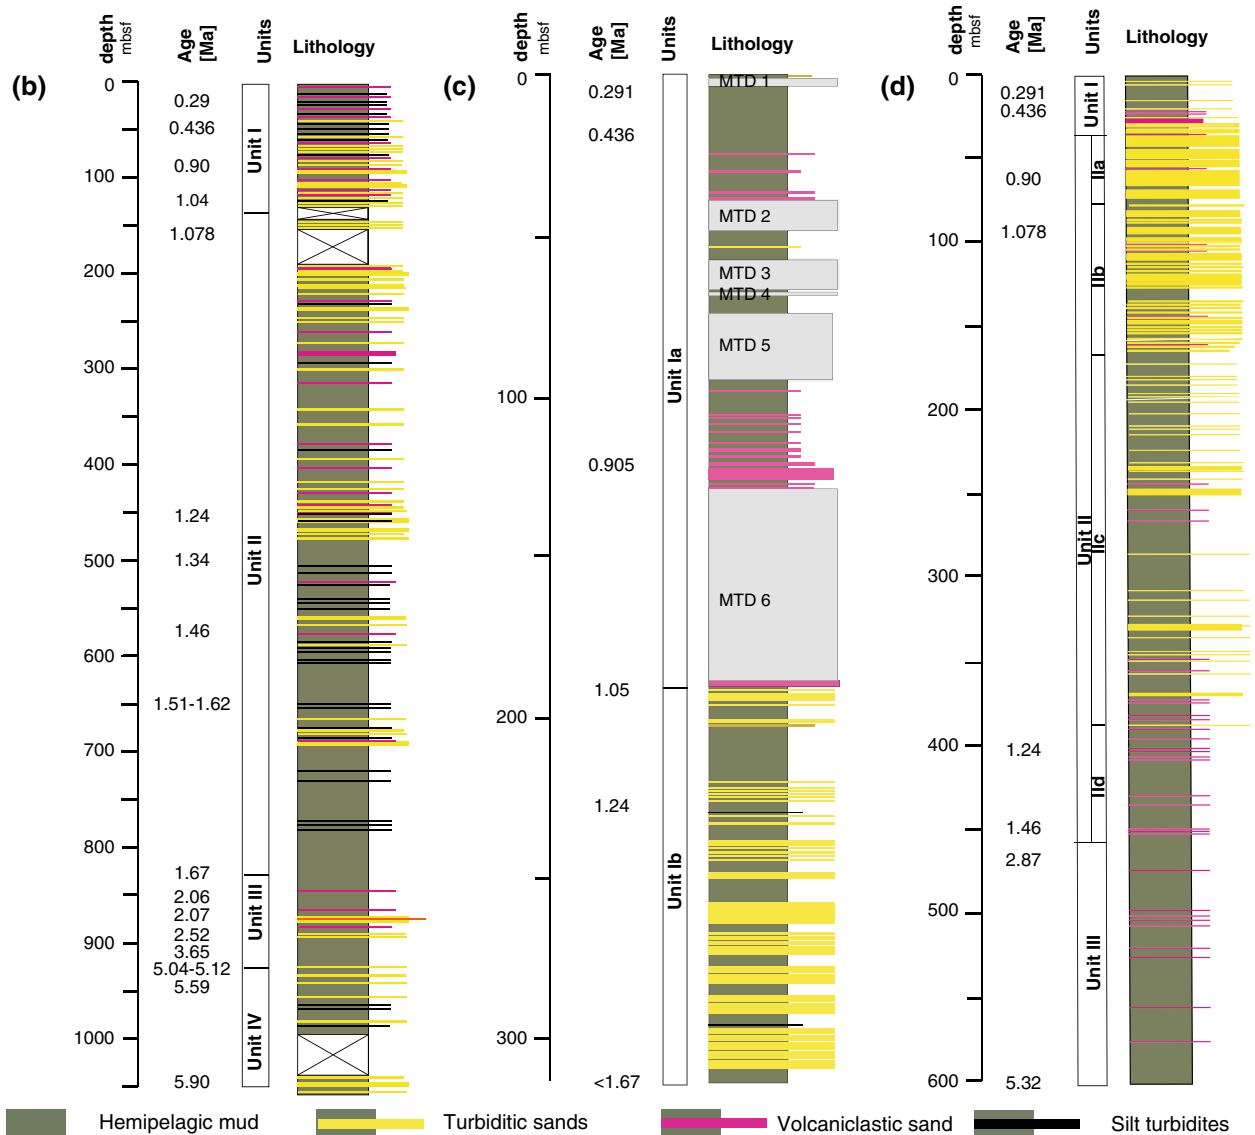 (b)
depth mbsf
Age [Ma]
Units
Lithology
0
100
200
300
400
500
600
700
800
900
1000
0.29
0.436
0.90
1.04
1.078
1.24
1.34
1.46
1.51-1.62
1.67
2.06
2.07
2.52
3.65
5.04-5.12
5.59
5.90
Unit I
Unit II
Unit III
Unit IV
(c)
depth mbsf
Age [Ma]
Units
Lithology
0
100
200
300
0.291
0.436
0.905
1.05
1.24
<1.67
Unit Ia
Unit Ib
MTD 1
MTD 2
MTD 3
MTD 4
MTD 5
MTD 6
(d)
depth mbsf
Age [Ma]
Units
Lithology
0
100
200
300
400
500
600
0.291
0.436
0.90
1.078
1.24
1.46
2.87
5.32
Unit I
Unit II
IIa
IIb
IIc
IId
Unit III
Hemipelagic mud
Turbiditic sands
Volcaniclastic sand
Silt turbidites